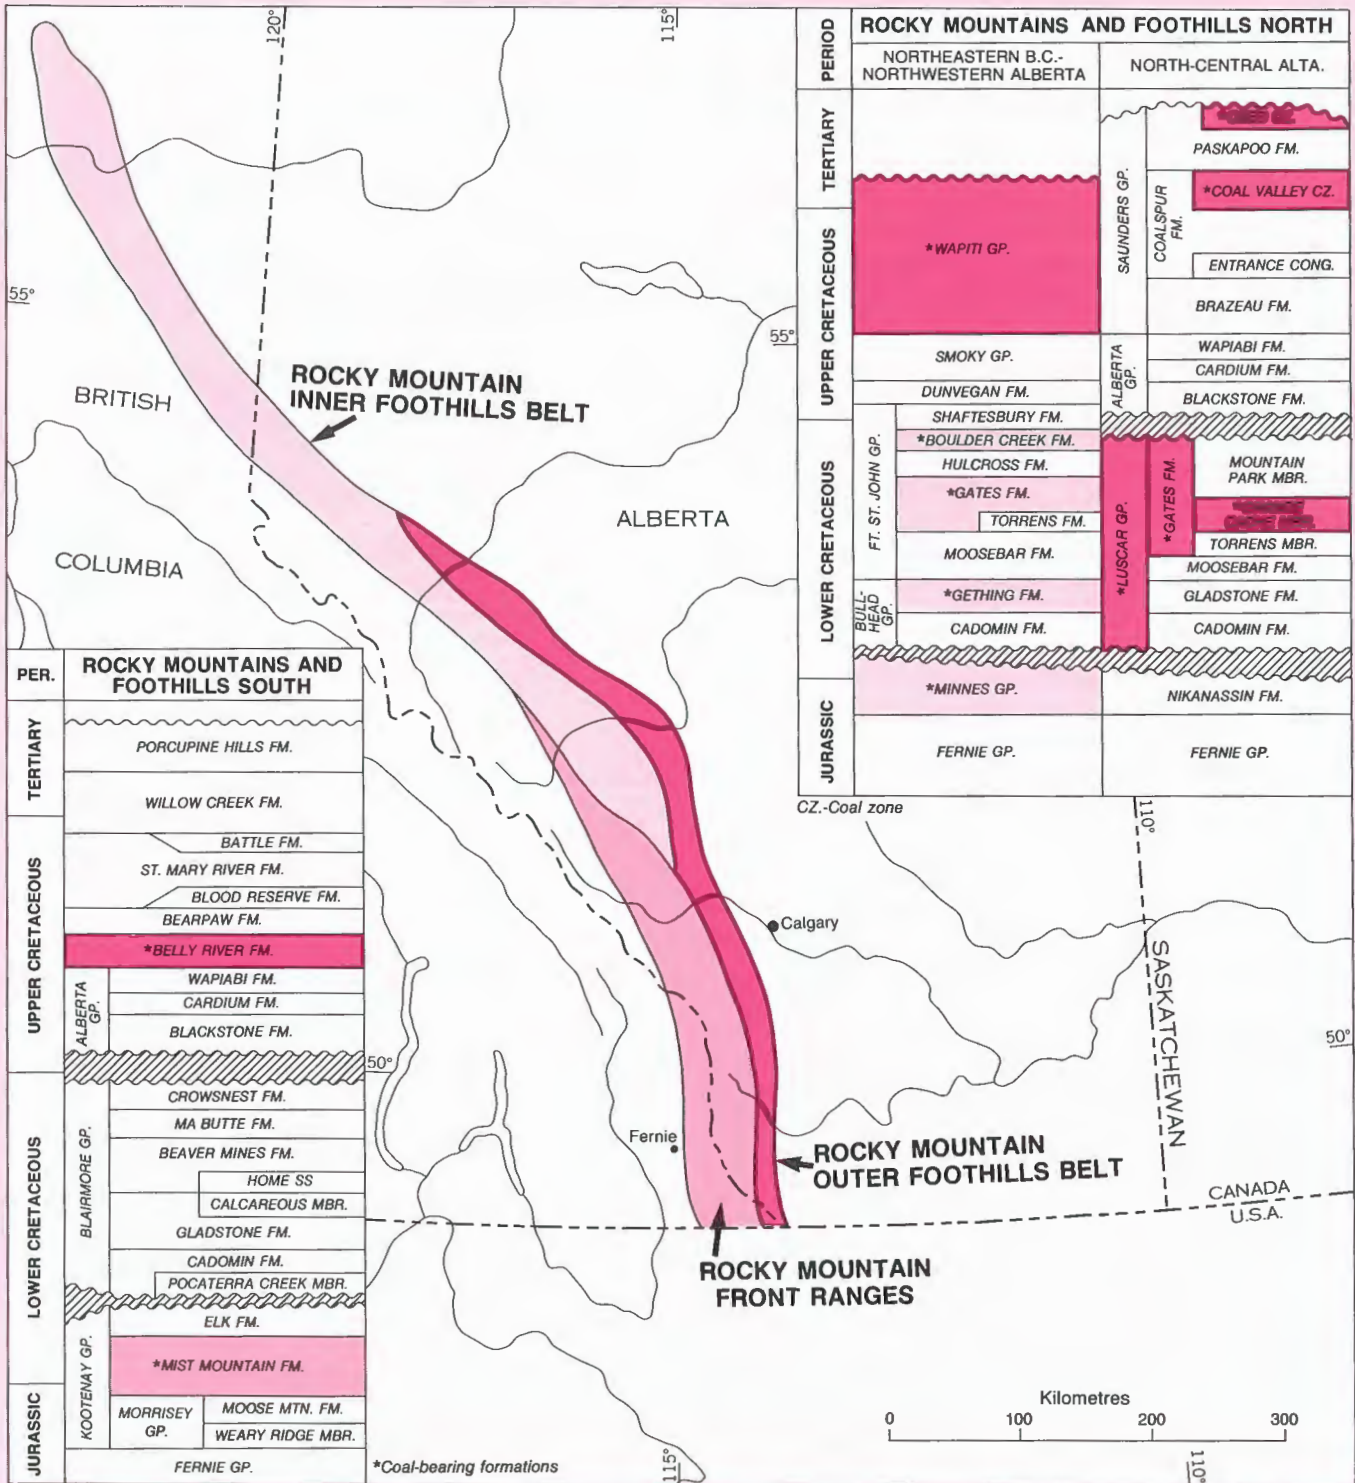 120°
115°
ROCKY MOUNTAINS AND FOOTHILLS NORTH
PERIOD
NORTHEASTERN B.C.-
NORTHWESTERN ALBERTA
NORTH-CENTRAL ALTA.
TERTIARY
UPPER CRETACEOUS
LOWER CRETACEOUS
JURASSIC
*WAPITI GP.
SMOKY GP.
DUNVEGAN FM.
FT. ST. JOHN GP.
SHAFTESBURY FM.
*BOULDER CREEK FM.
HULCROSS FM.
*GATES FM.
TORRENS FM.
MOOSEBAR FM.
BULL-
HEAD
GP.
*GETHING FM.
CADOMIN FM.
*MINNES GP.
FERNIE GP.
SAUNDERS GP.
PASKAPOO FM.
COALSPUR
FM.
*COAL VALLEY CZ.
ENTRANCE CONG.
BRAZEAU FM.
ALBERTA
GP.
WAPIABI FM.
CARDIUM FM.
BLACKSTONE FM.
*LUSCAR GP.
*GATES FM.
MOUNTAIN
PARK MBR.
TORRENS MBR.
MOOSEBAR FM.
GLADSTONE FM.
CADOMIN FM.
NIKANASSIN FM.
FERNIE GP.
CZ.-Coal zone
55°
55°
ROCKY MOUNTAIN
INNER FOOTHILLS BELT
BRITISH
COLUMBIA
ALBERTA
PER.
ROCKY MOUNTAINS AND
FOOTHILLS SOUTH
TERTIARY
UPPER CRETACEOUS
LOWER CRETACEOUS
JURASSIC
PORCUPINE HILLS FM.
WILLOW CREEK FM.
BATTLE FM.
ST. MARY RIVER FM.
BLOOD RESERVE FM.
BEARPAW FM.
*BELLY RIVER FM.
ALBERTA
GP.
WAPIABI FM.
CARDIUM FM.
BLACKSTONE FM.
BLAIRMORE GP.
CROWSNEST FM.
MA BUTTE FM.
BEAVER MINES FM.
HOME SS
CALCAREOUS MBR.
GLADSTONE FM.
CADOMIN FM.
POCATERRA CREEK MBR.
KOOTENAY GP.
ELK FM.
*MIST MOUNTAIN FM.
MORRISEY
GP.
MOOSE MTN. FM.
WEARY RIDGE MBR.
FERNIE GP.
*Coal-bearing formations
110°
Calgary
SASKATCHEWAN
50°
50°
Fernie
ROCKY MOUNTAIN
OUTER FOOTHILLS BELT
CANADA
U.S.A.
ROCKY MOUNTAIN
FRONT RANGES
Kilometres
0 100 200 300
115°
110°